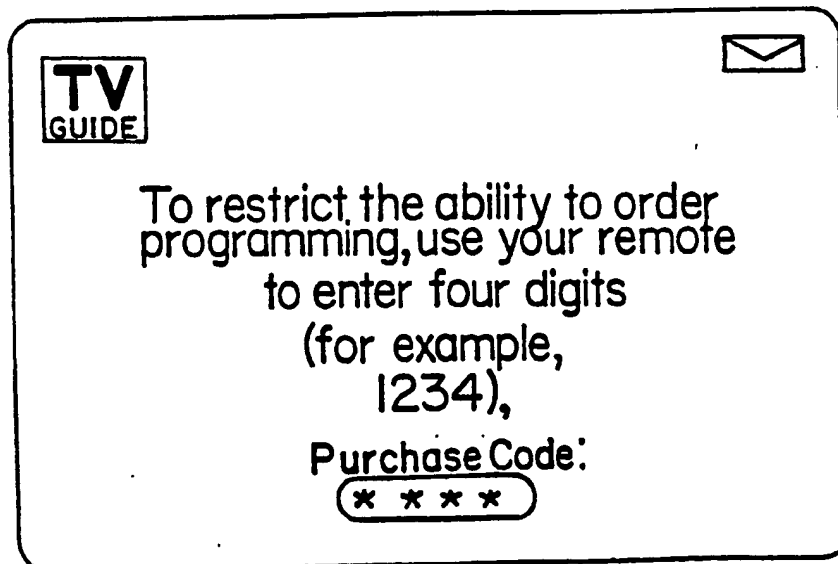 TV
GUIDE
To restrict the ability to order
programming, use your remote
to enter four digits
(for example,
1234),
Purchase Code:
* * * *